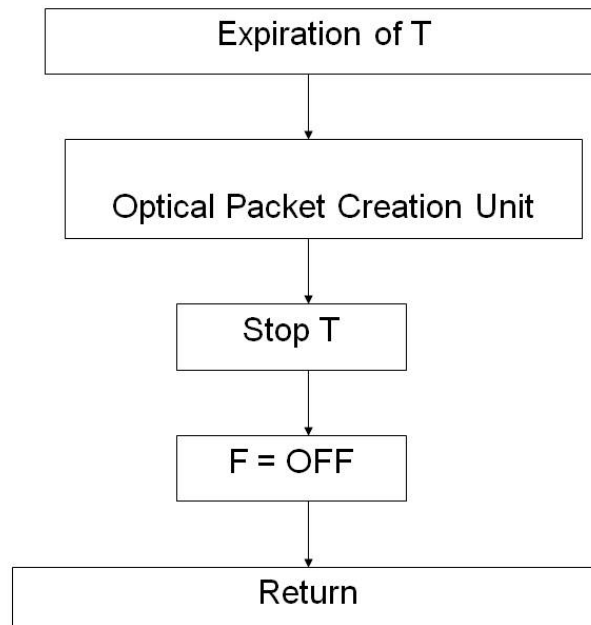 Expiration of T
Optical Packet Creation Unit
Stop T
F = OFF
Return